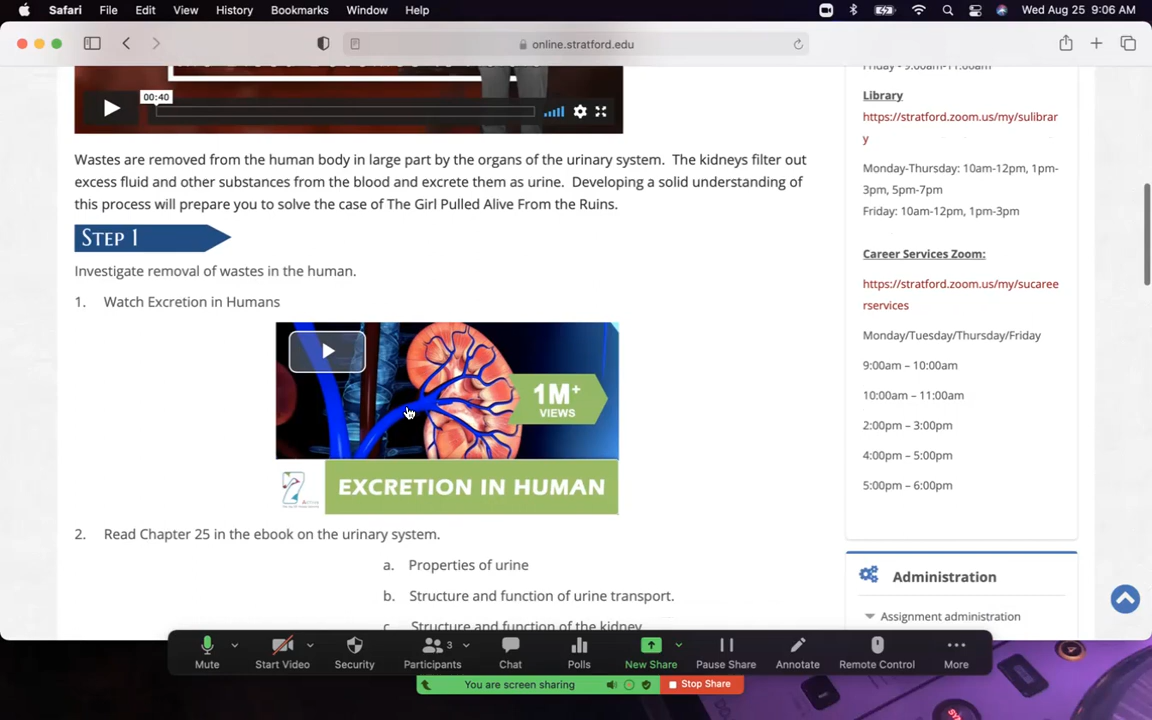 Safari File Edit View History Bookmarks Window Help Wed Aug 25 9:06 AM
online.stratford.edu
00:40
Wastes are removed from the human body in large part by the organs of the urinary system. The kidneys filter out
excess fluid and other substances from the blood and excrete them as urine. Developing a solid understanding of
this process will prepare you to solve the case of The Girl Pulled Alive From the Ruins.
STEP 1
Investigate removal of wastes in the human.
1. Watch Excretion in Humans
1M+
VIEWS
EXCRETION IN HUMAN
2. Read Chapter 25 in the ebook on the urinary system.
a. Properties of urine
b. Structure and function of urine transport.
c. Structure and function of the kidney
Friday - 9:00am-11:00am
Library
https://stratford.zoom.us/my/sulibrar
y
Monday-Thursday: 10am-12pm, 1pm-
3pm, 5pm-7pm
Friday: 10am-12pm, 1pm-3pm
Career Services Zoom:
https://stratford.zoom.us/my/sucaree
rservices
Monday/Tuesday/Thursday/Friday
9:00am – 10:00am
10:00am – 11:00am
2:00pm – 3:00pm
4:00pm – 5:00pm
5:00pm – 6:00pm
Administration
Assignment administration
3
Mute Start Video Security Participants Chat Polls New Share Pause Share Annotate Remote Control More
You are screen sharing Stop Share